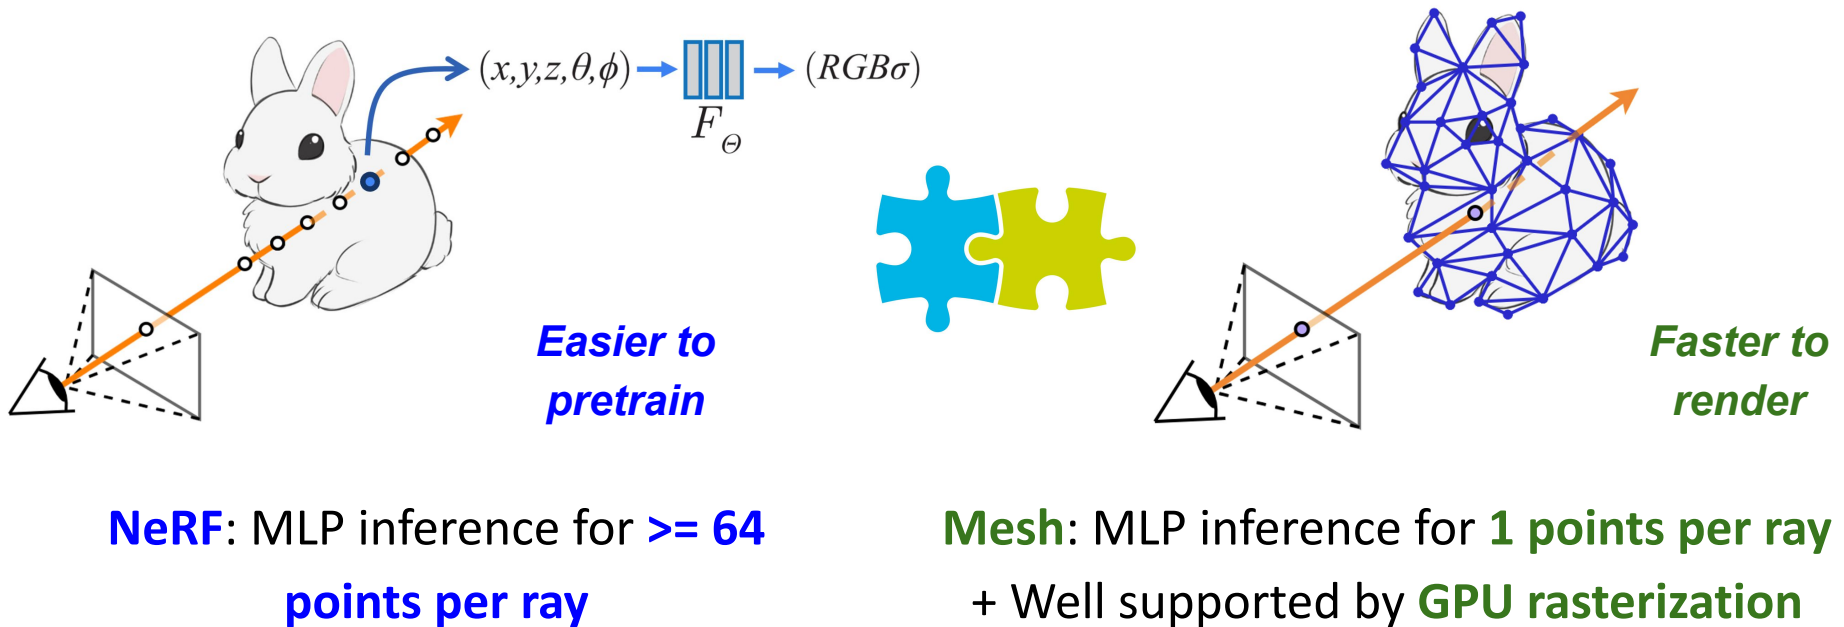 (x,y,z,θ,ϕ)
(RGBσ)
F_Θ
Easier to
pretrain
Faster to
render
NeRF: MLP inference for >= 64
points per ray
Mesh: MLP inference for 1 points per ray
+ Well supported by GPU rasterization